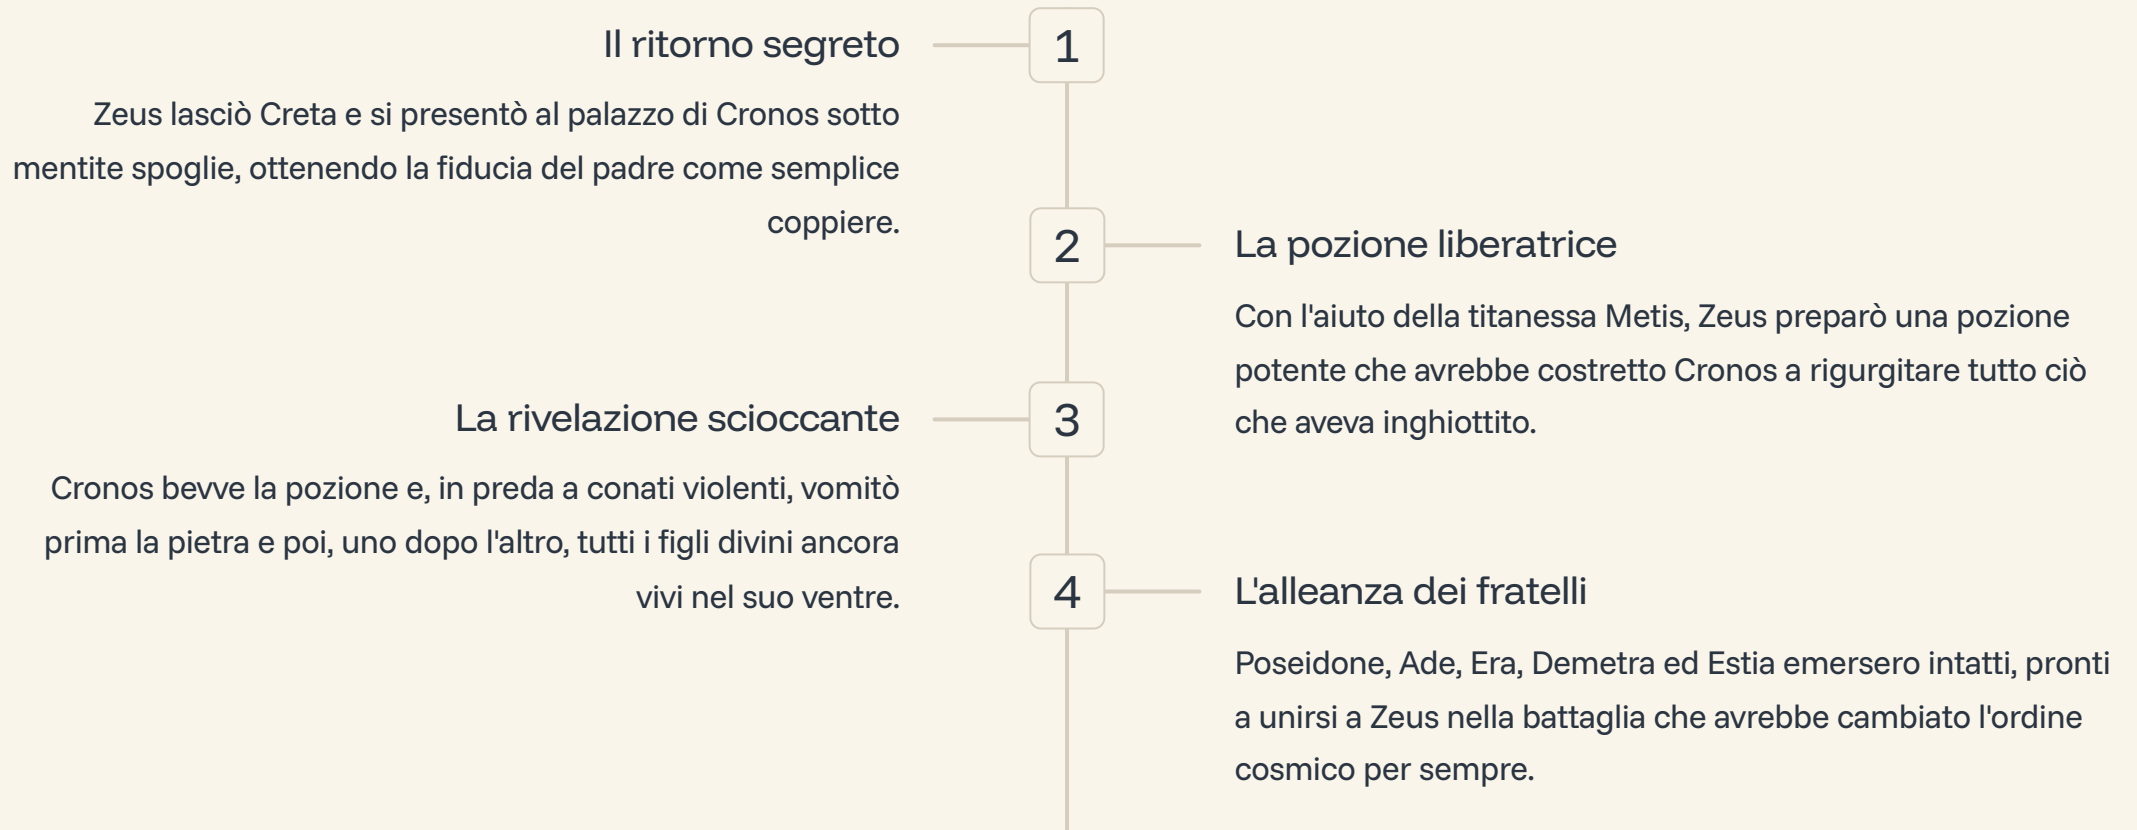 Il ritorno segreto
1
Zeus lasciò Creta e si presentò al palazzo di Cronos sotto
mentite spoglie, ottenendo la fiducia del padre come semplice
coppiere.
2
La pozione liberatrice
Con l'aiuto della titanessa Metis, Zeus preparò una pozione
potente che avrebbe costretto Cronos a rigurgitare tutto ciò
che aveva inghiottito.
La rivelazione scioccante
3
Cronos bevve la pozione e, in preda a conati violenti, vomitò
prima la pietra e poi, uno dopo l'altro, tutti i figli divini ancora
vivi nel suo ventre.
4
L'alleanza dei fratelli
Poseidone, Ade, Era, Demetra ed Estia emersero intatti, pronti
a unirsi a Zeus nella battaglia che avrebbe cambiato l'ordine
cosmico per sempre.